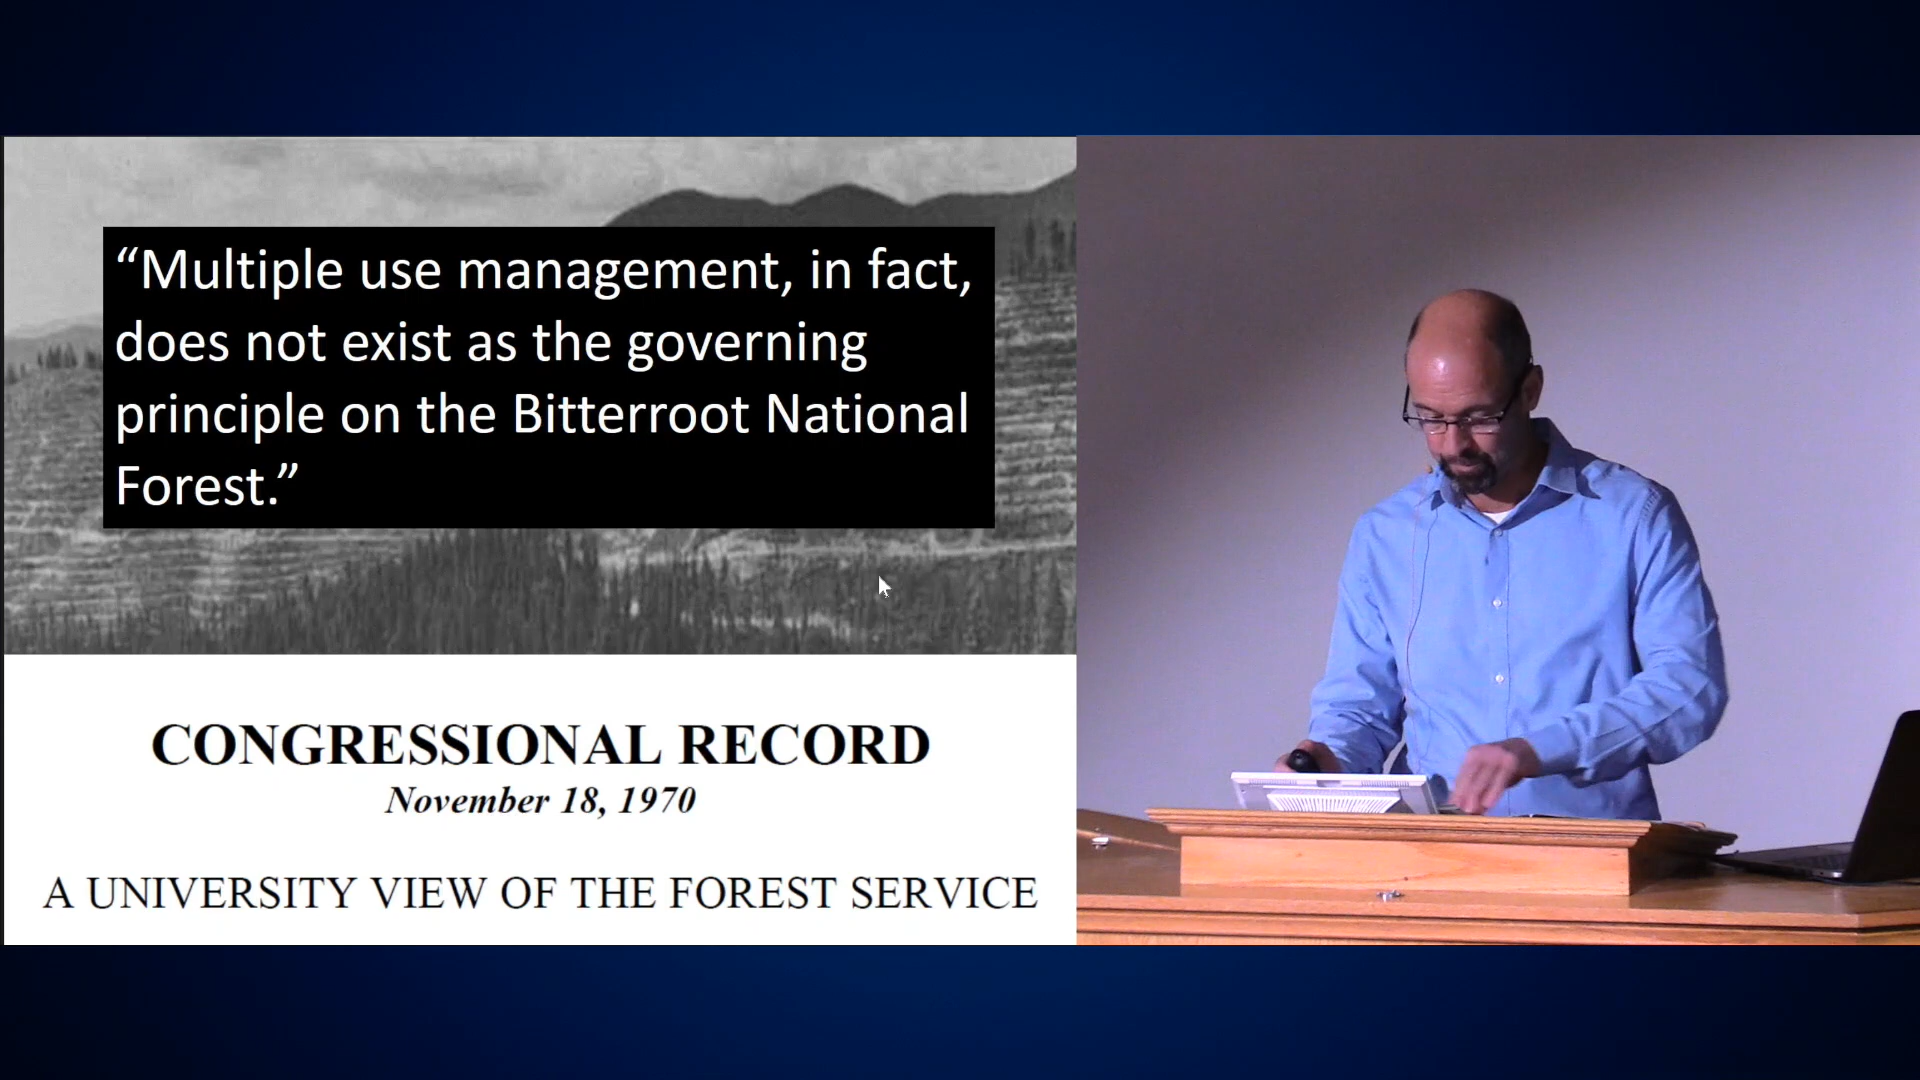 “Multiple use management, in fact,
does not exist as the governing
principle on the Bitterroot National
Forest.”
CONGRESSIONAL RECORD
November 18, 1970
A UNIVERSITY VIEW OF THE FOREST SERVICE